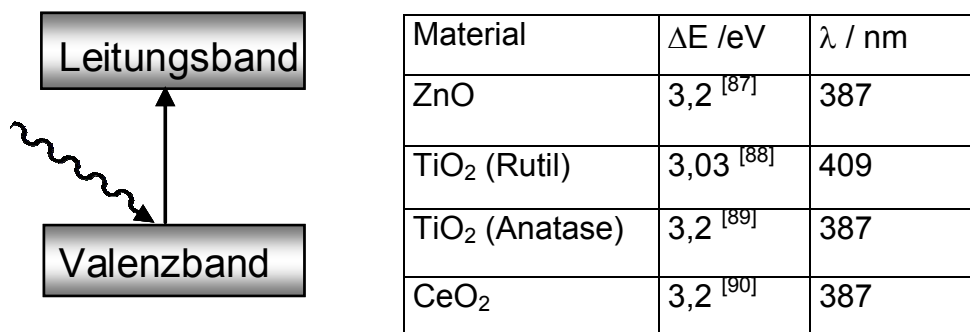 Leitungsband
Valenzband
Material ΔE /eV λ / nm
ZnO 3,2 [87] 387
TiO₂ (Rutil) 3,03 [88] 409
TiO₂ (Anatase) 3,2 [89] 387
CeO₂ 3,2 [90] 387